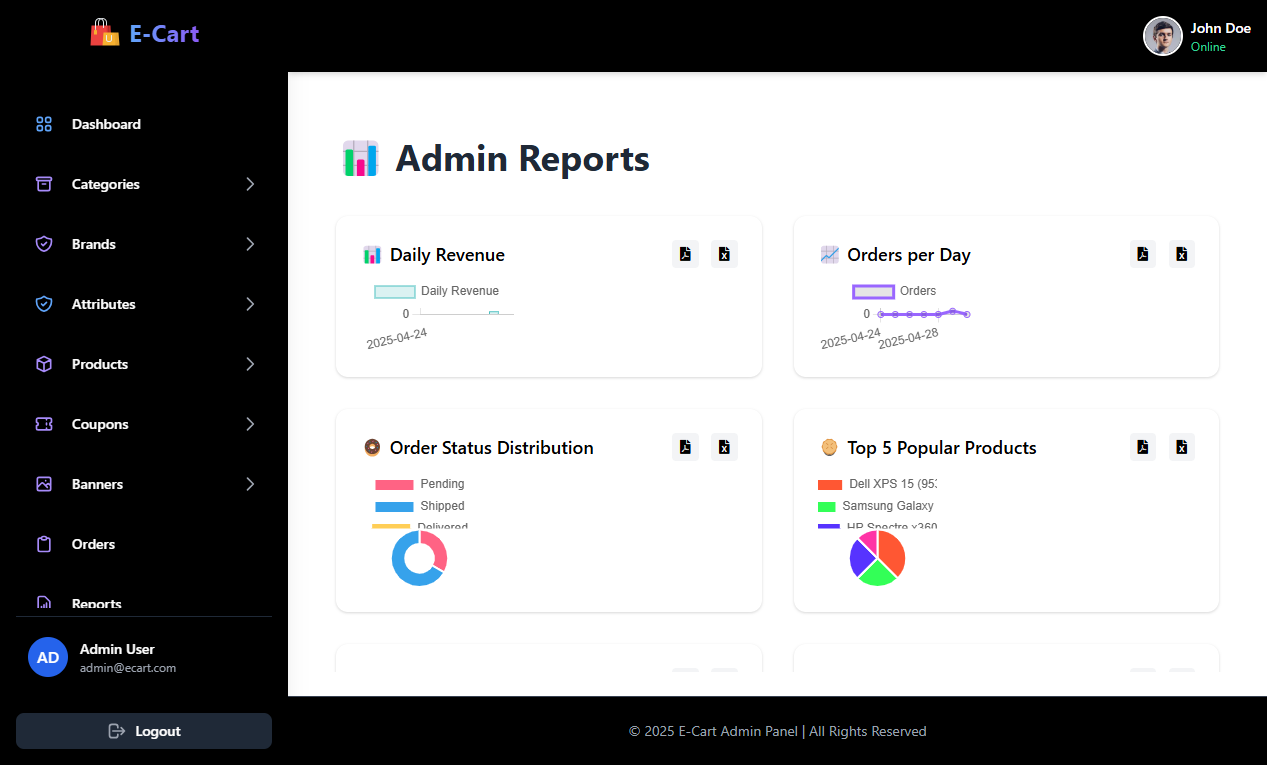 E-Cart
John Doe
Online
Dashboard
Categories
Brands
Attributes
Products
Coupons
Banners
Orders
Reports
AD
Admin User
admin@ecart.com
Logout
Admin Reports
Daily Revenue
Daily Revenue
0
2025-04-24
Orders per Day
Orders
0
2025-04-24
2025-04-28
Order Status Distribution
Pending
Shipped
Delivered
Top 5 Popular Products
Dell XPS 15 (953
Samsung Galaxy
HP Spectre x360
© 2025 E-Cart Admin Panel | All Rights Reserved